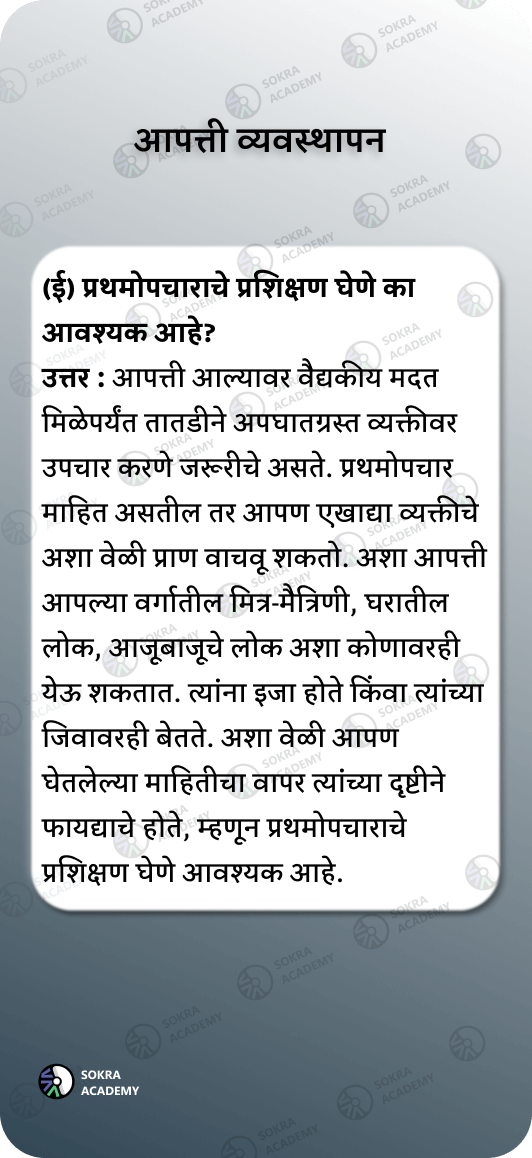 आपत्ती व्यवस्थापन
(ई) प्रथमोपचाराचे प्रशिक्षण घेणे का
आवश्यक आहे?
उत्तर : आपत्ती आल्यावर वैद्यकीय मदत
मिळेपर्यंत तातडीने अपघातग्रस्त व्यक्तीवर
उपचार करणे जरूरीचे असते. प्रथमोपचार
माहित असतील तर आपण एखाद्या व्यक्तीचे
अशा वेळी प्राण वाचवू शकतो. अशा आपत्ती
आपल्या वर्गातील मित्र-मैत्रिणी, घरातील
लोक, आजूबाजूचे लोक अशा कोणावरही
येऊ शकतात. त्यांना इजा होते किंवा त्यांच्या
जिवावरही बेतते. अशा वेळी आपण
घेतलेल्या माहितीचा वापर त्यांच्या दृष्टीने
फायद्याचे होते, म्हणून प्रथमोपचाराचे
प्रशिक्षण घेणे आवश्यक आहे.
SOKRA
ACADEMY